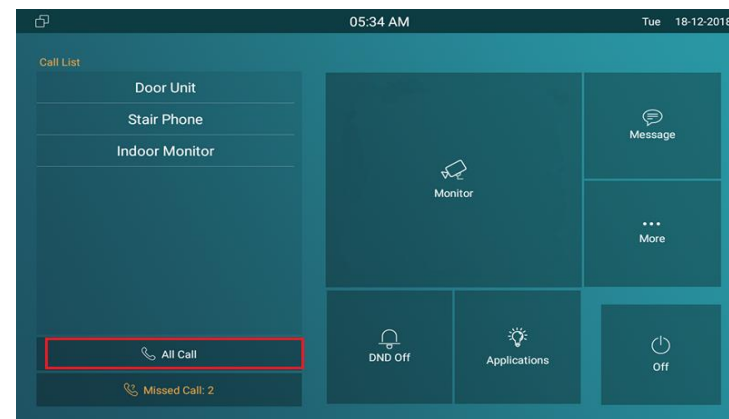 05:34 AM
Tue 18-12-2018
Call List
Door Unit
Stair Phone
Indoor Monitor
All Call
Missed Call: 2
Monitor
Message
More
DND Off
Applications
Off